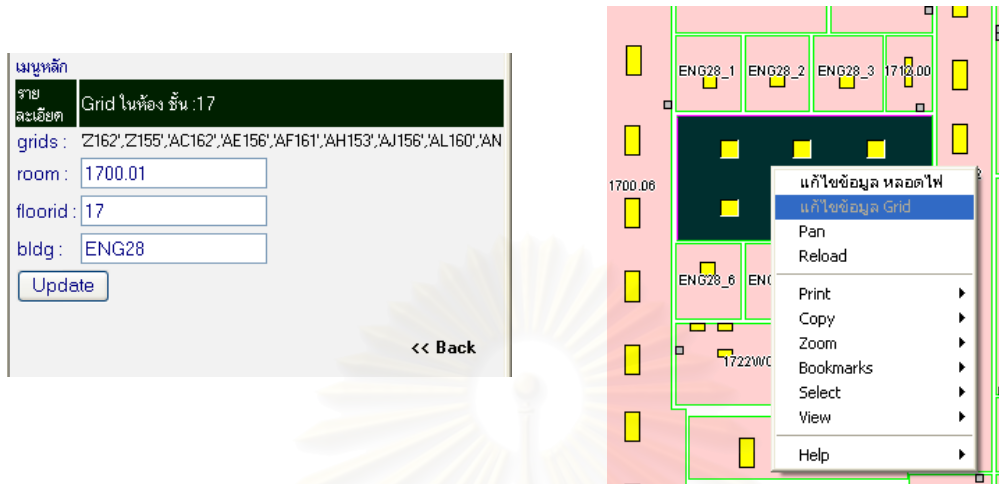 เมนูหลัก
ราย
ละเอียด
Grid ในห้อง ชั้น :17
grids : 'Z162','Z155','AC162','AE156','AF161','AH153','AJ156','AL160','AN
room : 1700.01
floorid : 17
bldg : ENG28
Update
<< Back
ENG28_1 ENG28_2 ENG28_3 1712.00
1700.06
แก้ไขข้อมูล หลอดไฟ
แก้ไขข้อมูล Grid
Pan
Reload
ENG28_6
Print
Copy
Zoom
1722WC
Bookmarks
Select
View
Help